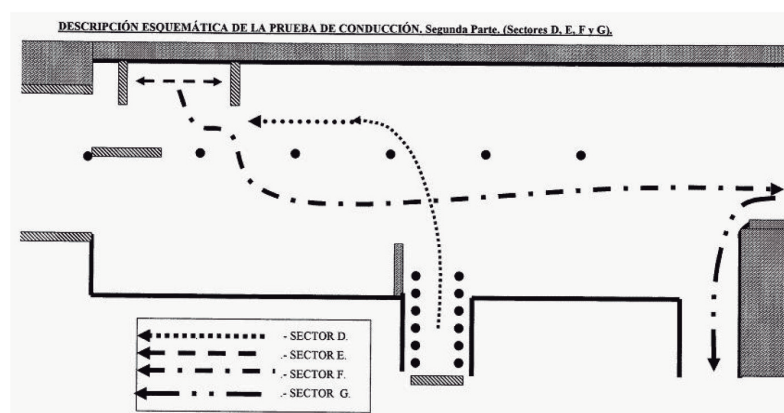 DESCRIPCIÓN ESQUEMÁTICA DE LA PRUEBA DE CONDUCCIÓN. Segunda Parte. (Sectores D, E, F y G).
.- SECTOR D.
.- SECTOR E.
.- SECTOR F.
.- SECTOR G.